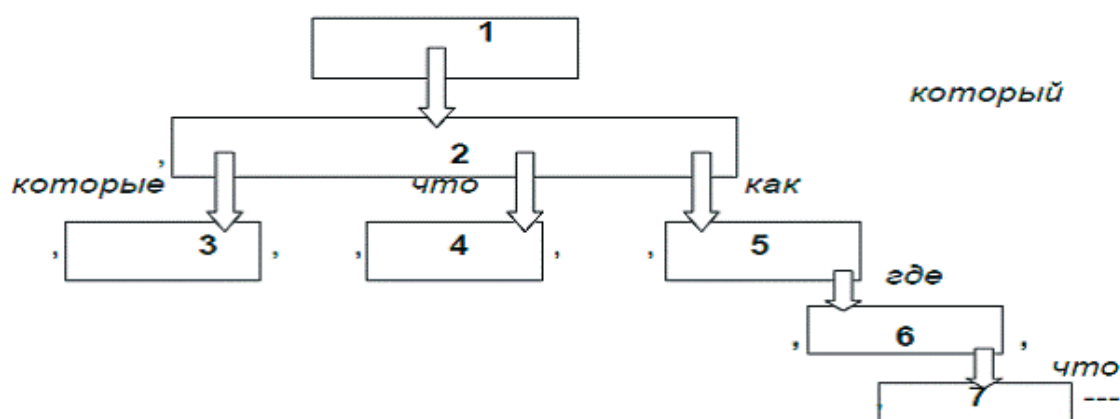 1
который
, 2
которые что как
, 3 , , 4 , , 5
где
, 6 ,
что
, 7 ---